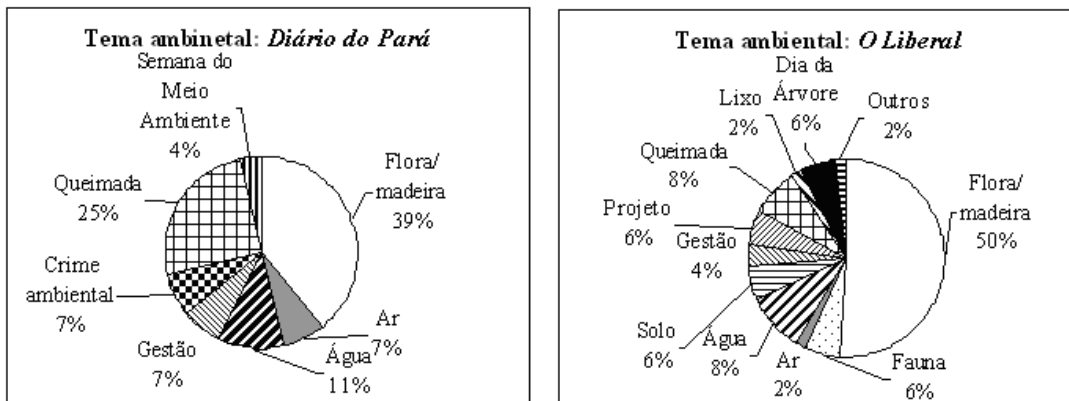 Tema ambinetal: Diário do Pará
Semana do
Meio
Ambiente
4%
Flora/
madeira
39%
Ar
7%
Água
11%
Gestão
7%
Crime
ambiental
7%
Queimada
25%
Tema ambiental: O Liberal
Dia da
Árvore
6%
Outros
2%
Flora/
madeira
50%
Fauna
6%
Ar
2%
Água
8%
Solo
6%
Gestão
4%
Projeto
6%
Queimada
8%
Lixo
2%